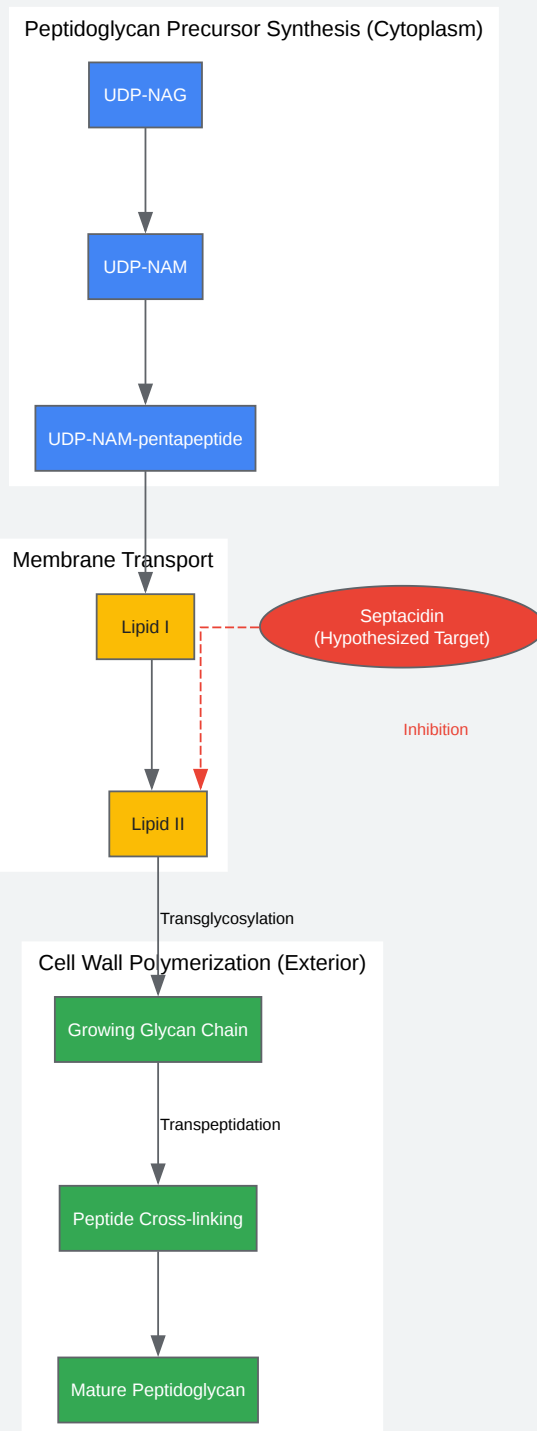 Peptidoglycan Precursor Synthesis (Cytoplasm)
UDP-NAG
UDP-NAM
UDP-NAM-pentapeptide
Membrane Transport
Lipid I
Septacidin
(Hypothesized Target)
Inhibition
Lipid II
Transglycosylation
Cell Wall Polymerization (Exterior)
Growing Glycan Chain
Transpeptidation
Peptide Cross-linking
Mature Peptidoglycan